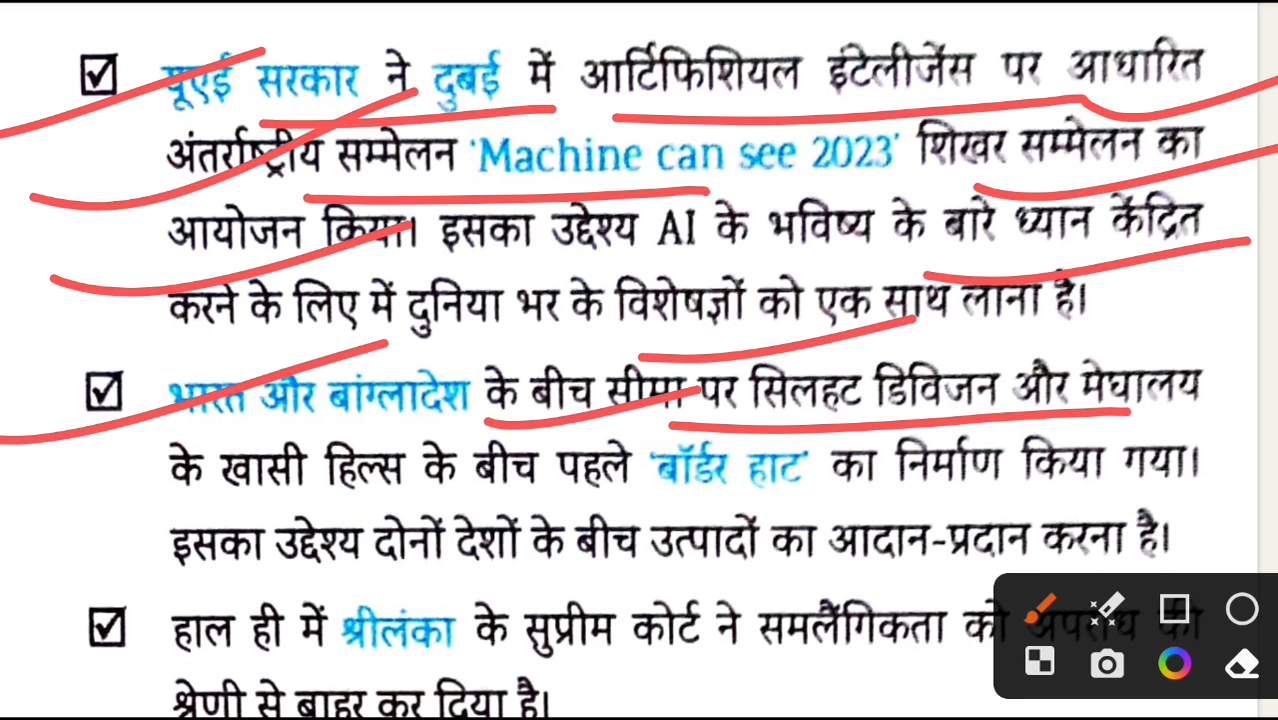 यूएई सरकार ने दुबई में आर्टिफिशियल इंटेलीजेंस पर आधारित
अंतर्राष्ट्रीय सम्मेलन 'Machine can see 2023' शिखर सम्मेलन का
आयोजन किया। इसका उद्देश्य AI के भविष्य के बारे ध्यान केंद्रित
करने के लिए में दुनिया भर के विशेषज्ञों को एक साथ लाना है।
भारत और बांग्लादेश के बीच सीमा पर सिलहट डिविजन और मेघालय
के खासी हिल्स के बीच पहले 'बॉर्डर हाट' का निर्माण किया गया।
इसका उद्देश्य दोनों देशों के बीच उत्पादों का आदान-प्रदान करना है।
हाल ही में श्रीलंका के सुप्रीम कोर्ट ने समलैंगिकता को अपराध की
श्रेणी से बाहर कर दिया है।